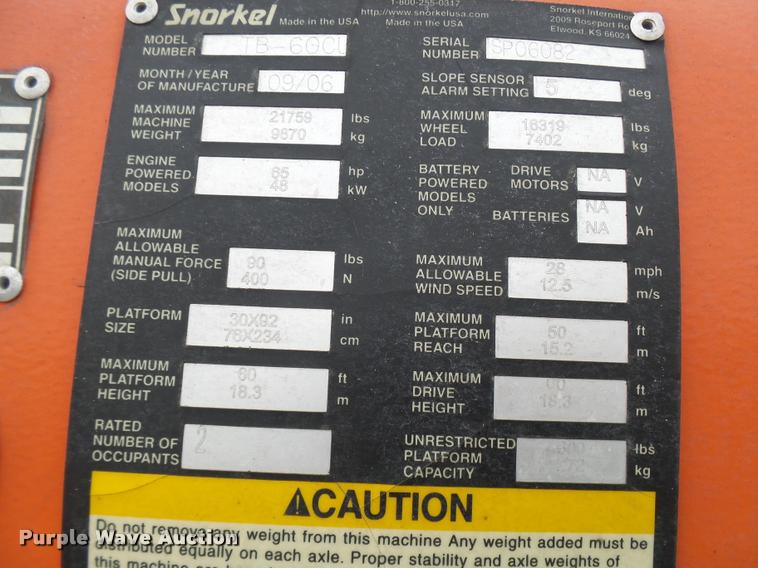 Snorkel
Made in the USA
1-800-255-0317
http://www.snorkelusa.com
Made in the USA
Snorkel Internation
2009 Roseport Ro
Elwood, KS 66024
MODEL NUMBER TB-60CL
SERIAL NUMBER SP06082
MONTH / YEAR OF MANUFACTURE 09/06
SLOPE SENSOR ALARM SETTING 5 deg
MAXIMUM MACHINE WEIGHT 21759 lbs
9870 kg
MAXIMUM WHEEL LOAD 16319 lbs
7402 kg
ENGINE POWERED MODELS 65 hp
48 kW
BATTERY POWERED MODELS ONLY
DRIVE MOTORS NA V
BATTERIES NA V
NA Ah
MAXIMUM ALLOWABLE MANUAL FORCE (SIDE PULL) 90 lbs
400 N
MAXIMUM ALLOWABLE WIND SPEED 28 mph
12.5 m/s
PLATFORM SIZE 30X92 in
76X234 cm
MAXIMUM PLATFORM REACH 50 ft
15.2 m
MAXIMUM PLATFORM HEIGHT 60 ft
18.3 m
MAXIMUM DRIVE HEIGHT 60 ft
18.3 m
RATED NUMBER OF OCCUPANTS 2
UNRESTRICTED PLATFORM CAPACITY lbs
kg
CAUTION
Do not remove any weight from this machine Any weight added must be
distributed equally on each axle. Proper stability and axle weights of
this machine are
Purple Wave Auction